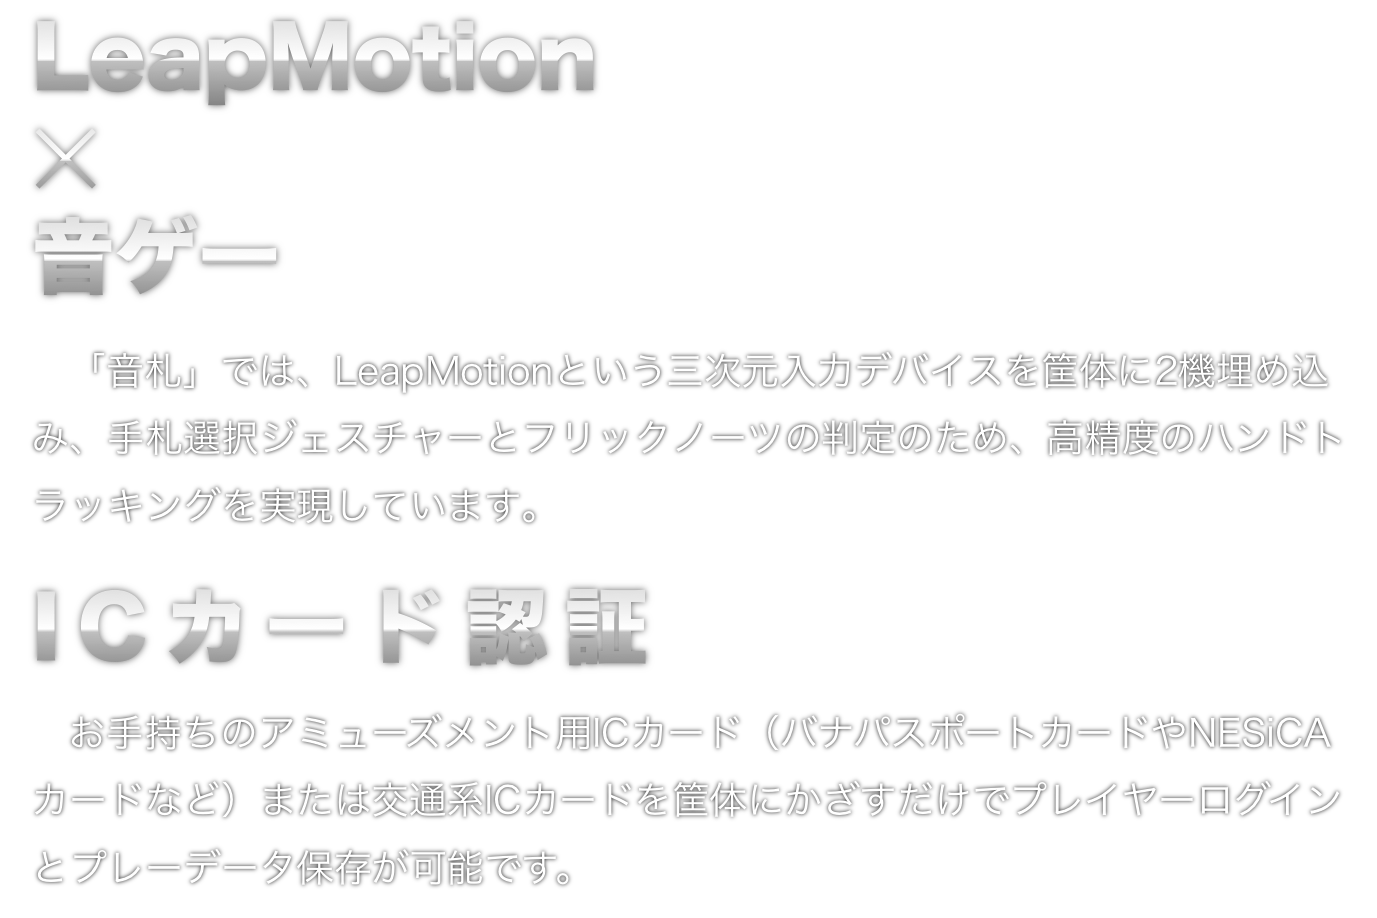 LeapMotion
×
音ゲー
「音札」では、LeapMotionという三次元入力デバイスを筐体に2機埋め込
み、手札選択ジェスチャーとフリックノーツの判定のため、高精度のハンドト
ラッキングを実現しています。
ICカード認証
お手持ちのアミューズメント用ICカード（バナパスポートカードやNESiCA
カードなど）または交通系ICカードを筐体にかざすだけでプレイヤーログイン
とプレーデータ保存が可能です。